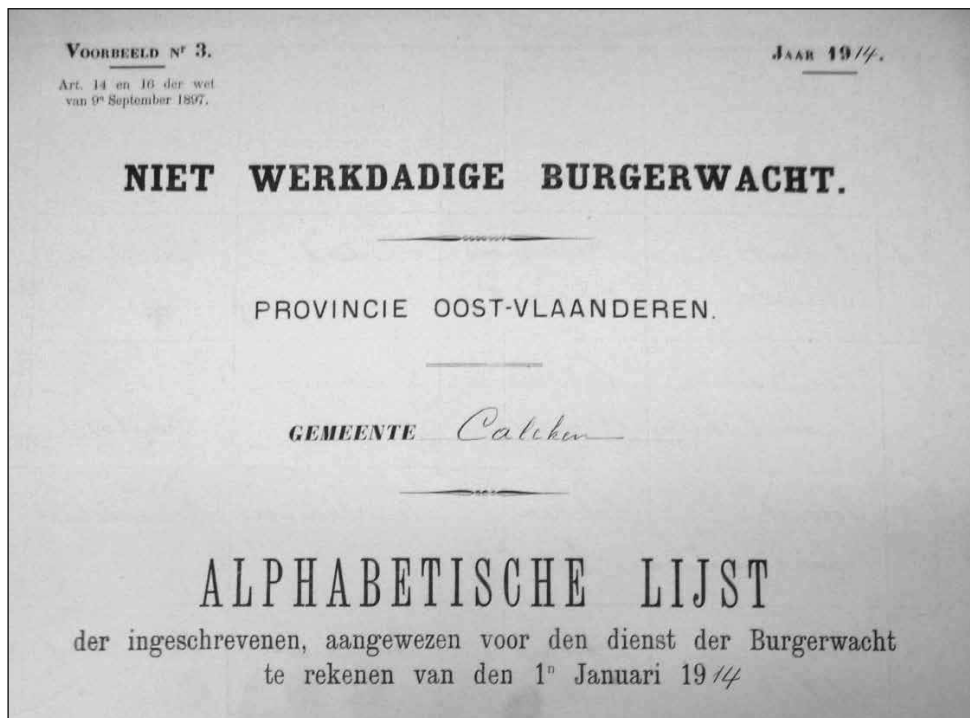 VOORBEELD Nr 3.
JAAR 1914.
Art. 14 en 16 der wet
van 9n September 1897.
NIET WERKDADIGE BURGERWACHT.
PROVINCIE OOST-VLAANDEREN.
GEMEENTE Calcken
ALPHABETISCHE LIJST
der ingeschrevenen, aangewezen voor den dienst der Burgerwacht
te rekenen van den 1n Januari 1914